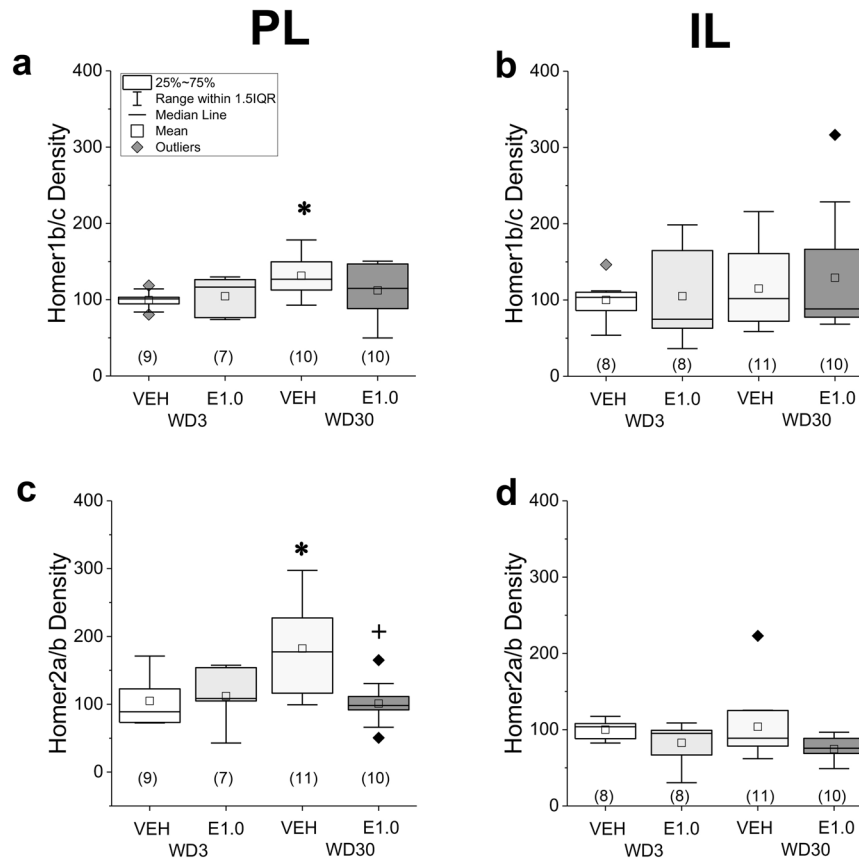 PL
IL
a
400
300
200
100
0
Homer1b/c Density
25%~75%
Range within 1.5IQR
Median Line
Mean
Outliers
*
(9)
(7)
(10)
(10)
VEH
E1.0
VEH
E1.0
WD3
WD30
b
400
300
200
100
0
Homer1b/c Density
(8)
(8)
(11)
(10)
VEH
E1.0
VEH
E1.0
WD3
WD30
c
400
300
200
100
0
Homer2a/b Density
*
+
(9)
(7)
(11)
(10)
VEH
E1.0
VEH
E1.0
WD3
WD30
d
400
300
200
100
0
Homer2a/b Density
(8)
(8)
(11)
(10)
VEH
E1.0
VEH
E1.0
WD3
WD30